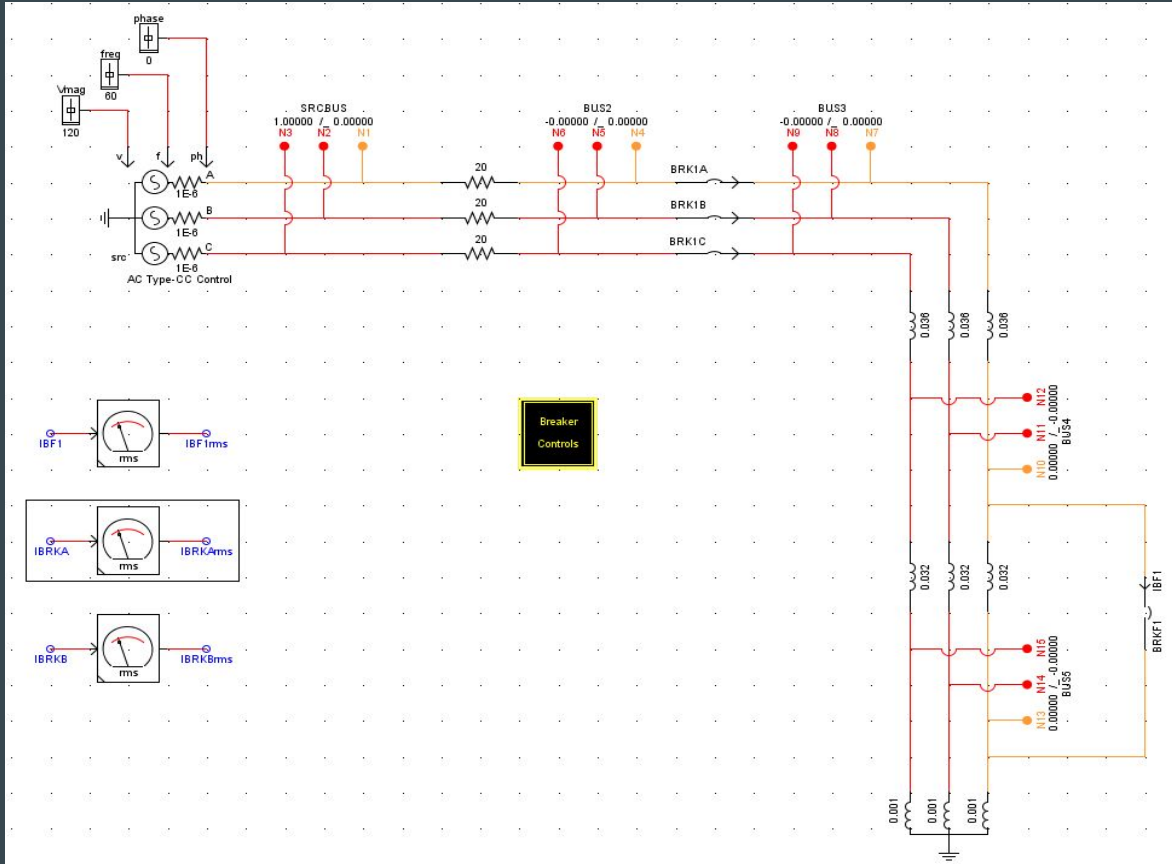 phase
0
freq
60
Vmag
120
v
f
ph
A
1E-6
B
1E-6
C
1E-6
src
AC Type-CC Control
SRCBUS
1.00000 /_ 0.00000
N3 N2 N1
20
20
20
BUS2
-0.00000 /_ 0.00000
N6 N5 N4
BRK1A
BRK1B
BRK1C
BUS3
-0.00000 /_ 0.00000
N9 N8 N7
0.036 0.036 0.036
N12
N11
N10
0.00000 /_ -0.00000
BUS4
IBF1
rms
IBF1rms
Breaker
Controls
IBRKA
rms
IBRKArms
IBRKB
rms
IBRKBrms
0.032 0.032 0.032
IBF1
BRKF1
N15
N14
N13
0.00000 /_ -0.00000
BUS5
0.001 0.001 0.001